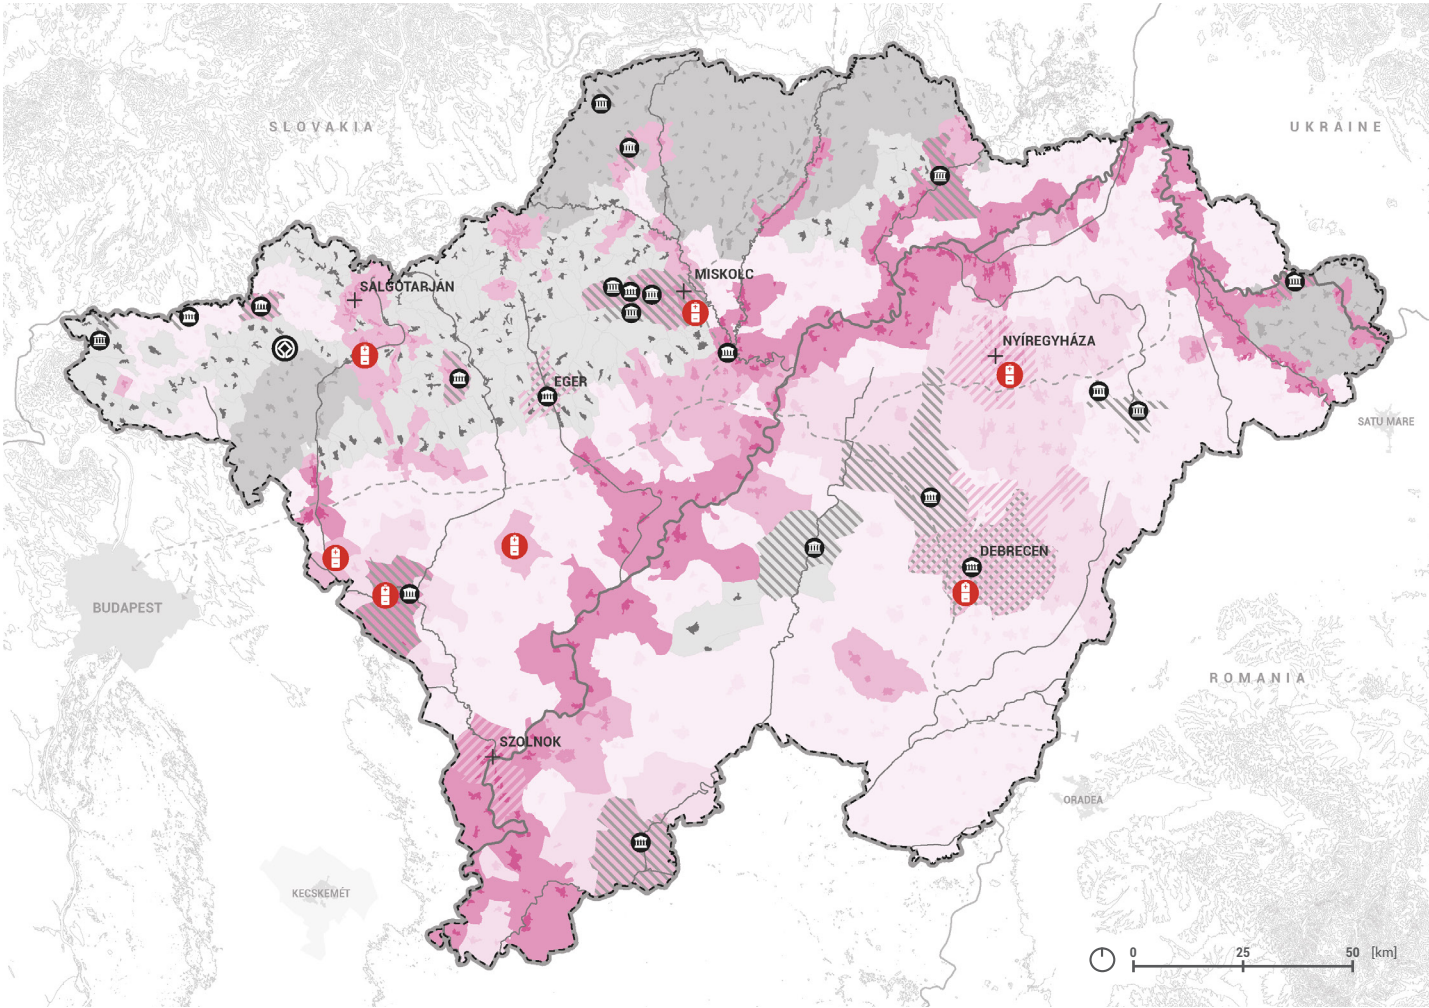 SLOVAKIA
UKRAINE
MISKOLC
SALGÓTARJÁN
NYÍREGYHÁZA
EGER
SATU MARE
DEBRECEN
BUDAPEST
ROMANIA
SZOLNOK
ORADEA
KECSKEMÉT
0 25 50 [km]